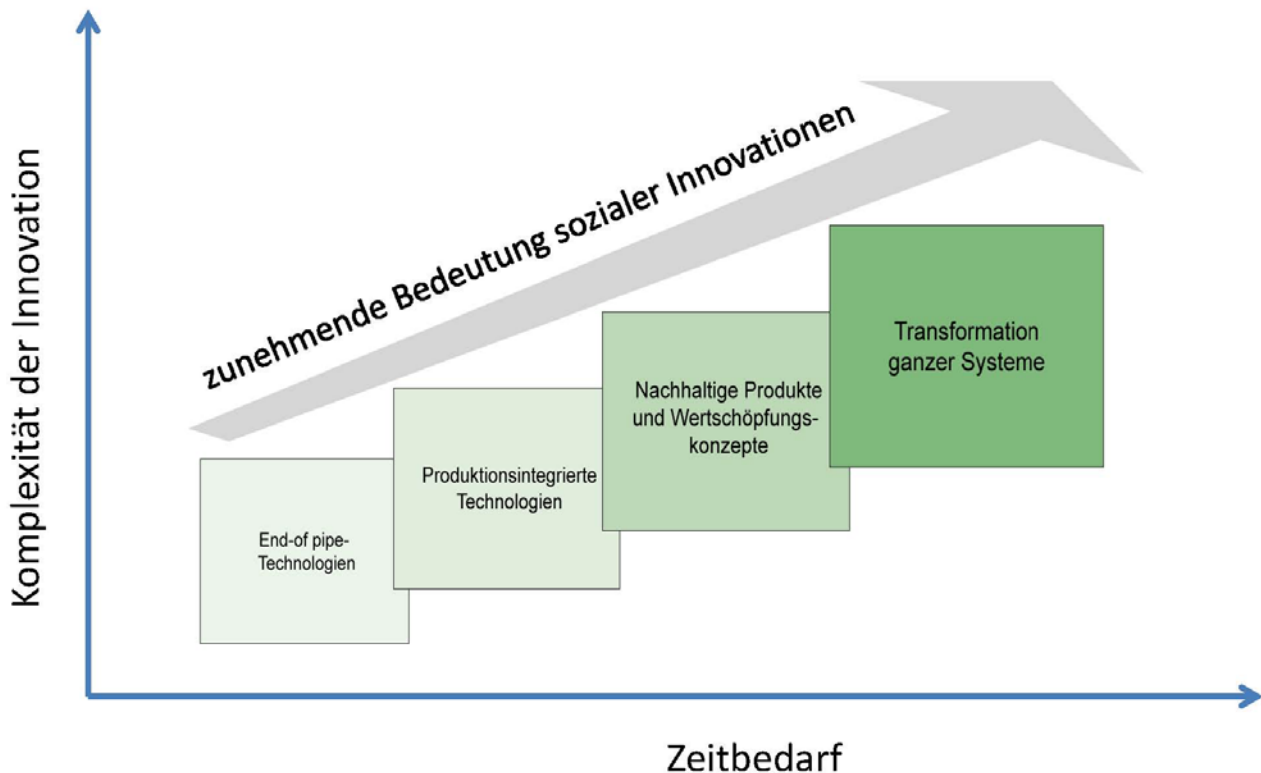 Komplexität der Innovation
zunehmende Bedeutung sozialer Innovationen
End-of pipe-
Technologien
Produktionsintegrierte
Technologien
Nachhaltige Produkte
und Wertschöpfungs-
konzepte
Transformation
ganzer Systeme
Zeitbedarf